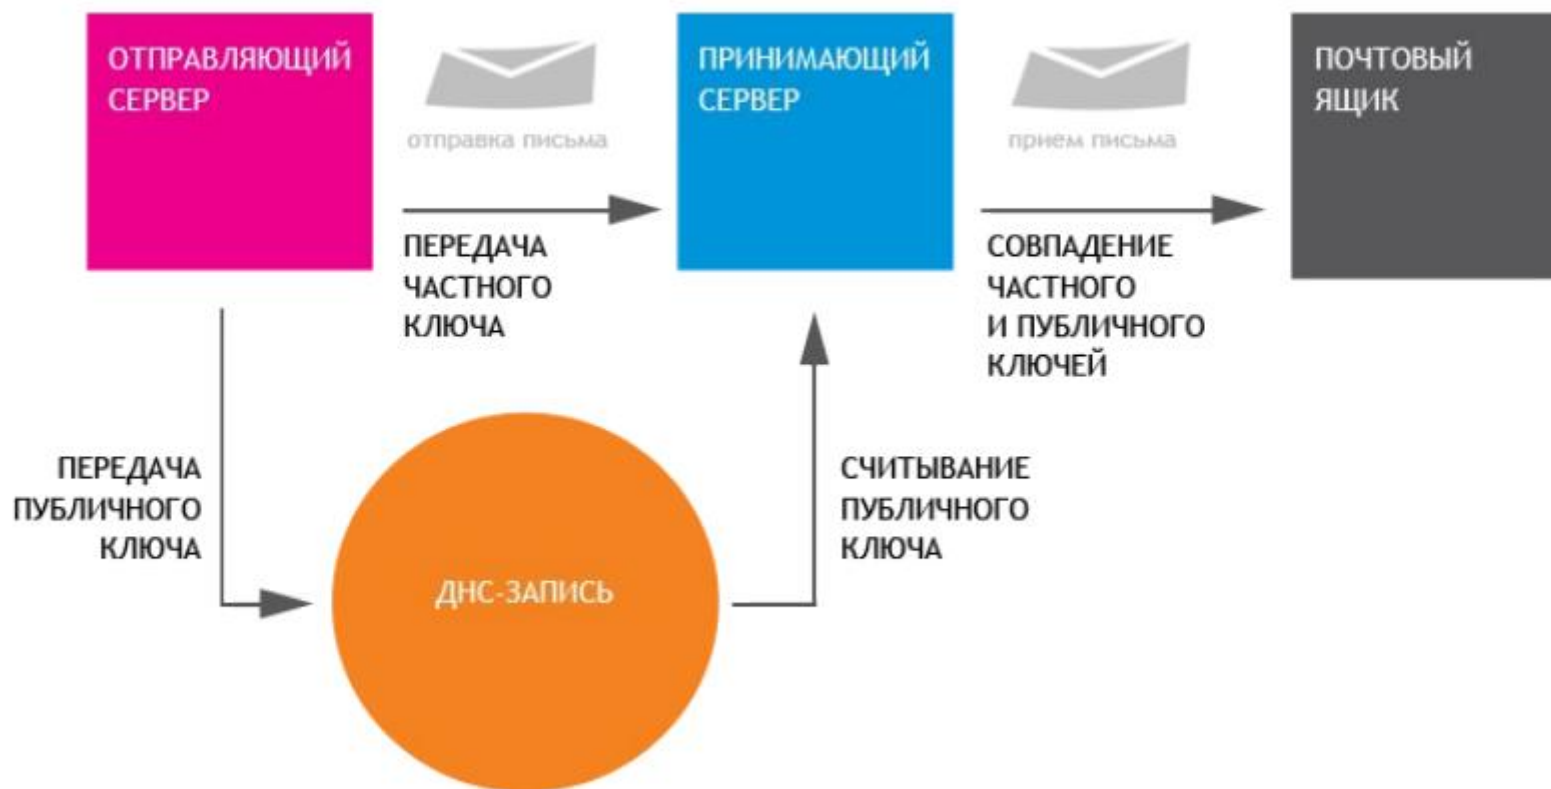 ОТПРАВЛЯЮЩИЙ
СЕРВЕР
отправка письма
ПРИНИМАЮЩИЙ
СЕРВЕР
прием письма
ПОЧТОВЫЙ
ЯЩИК
ПЕРЕДАЧА
ЧАСТНОГО
КЛЮЧА
СОВПАДЕНИЕ
ЧАСТНОГО
И ПУБЛИЧНОГО
КЛЮЧЕЙ
ПЕРЕДАЧА
ПУБЛИЧНОГО
КЛЮЧА
ДНС-ЗАПИСЬ
СЧИТЫВАНИЕ
ПУБЛИЧНОГО
КЛЮЧА